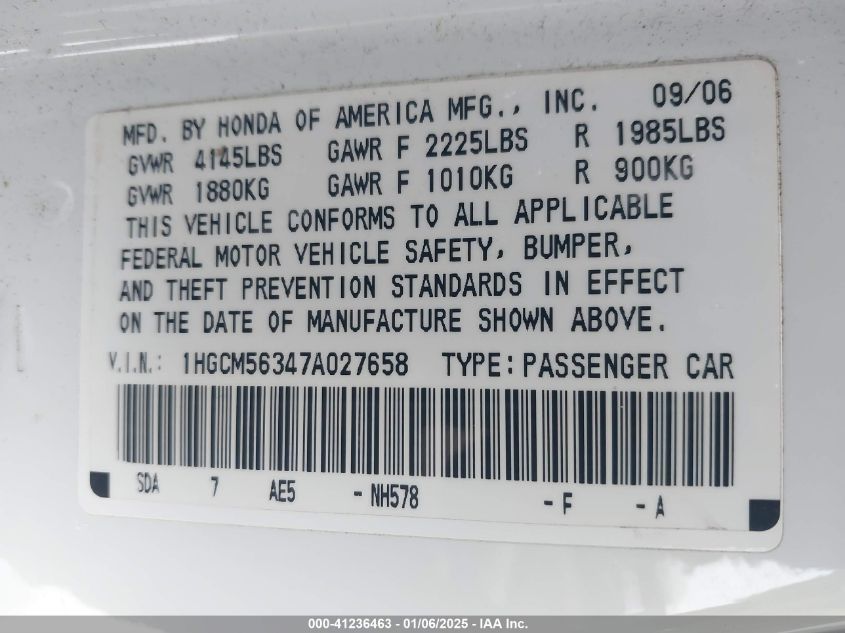 MFD. BY HONDA OF AMERICA MFG., INC. 09/06
GVWR 4145LBS GAWR F 2225LBS R 1985LBS
GVWR 1880KG GAWR F 1010KG R 900KG
THIS VEHICLE CONFORMS TO ALL APPLICABLE
FEDERAL MOTOR VEHICLE SAFETY, BUMPER,
AND THEFT PREVENTION STANDARDS IN EFFECT
ON THE DATE OF MANUFACTURE SHOWN ABOVE.
V.I.N.: 1HGCM56347A027658 TYPE: PASSENGER CAR
SDA 7 AE5 - NH578 - F - A
000-41236463 - 01/06/2025 - IAA Inc.